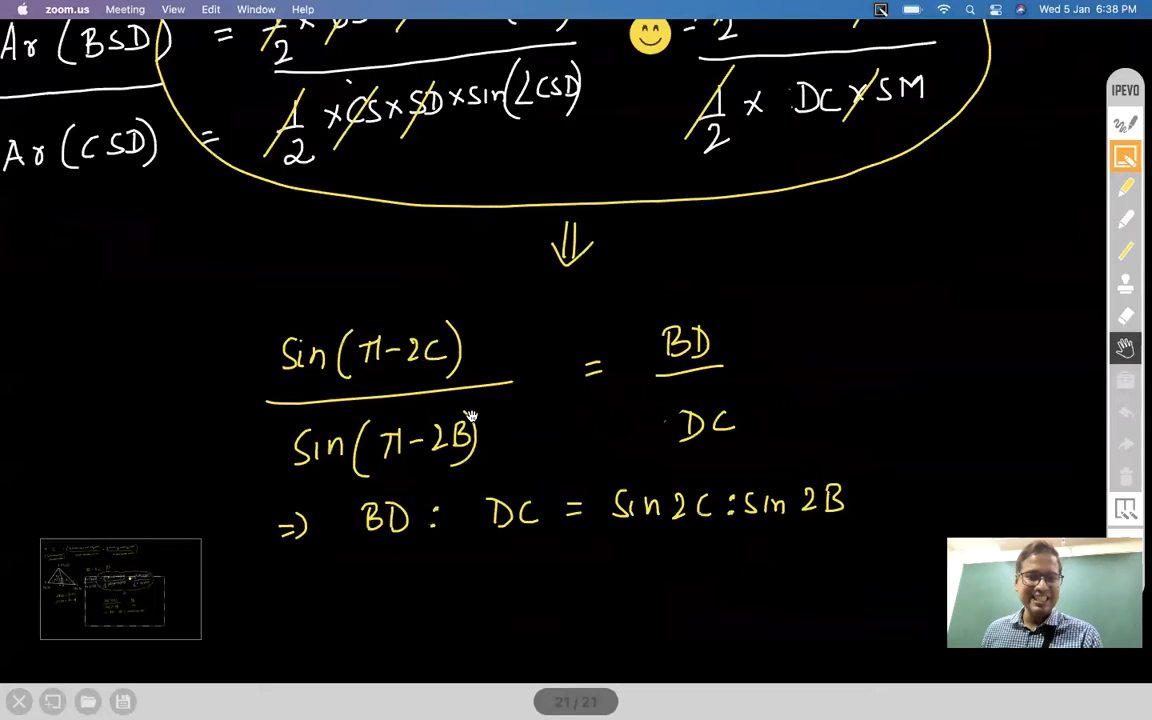 zoom.us Meeting View Edit Window Help Wed 5 Jan 6:38 PM
Ar (BSD) =
2 2
Ar (CSD) = 1/2 × CS × SD × sin(∠CSD) 1/2 × DC × SM
IPEVO
⇓
Sin(π-2C) / Sin(π-2B) = BD / DC
=) BD : DC = Sin 2C : sin 2B
21 / 21